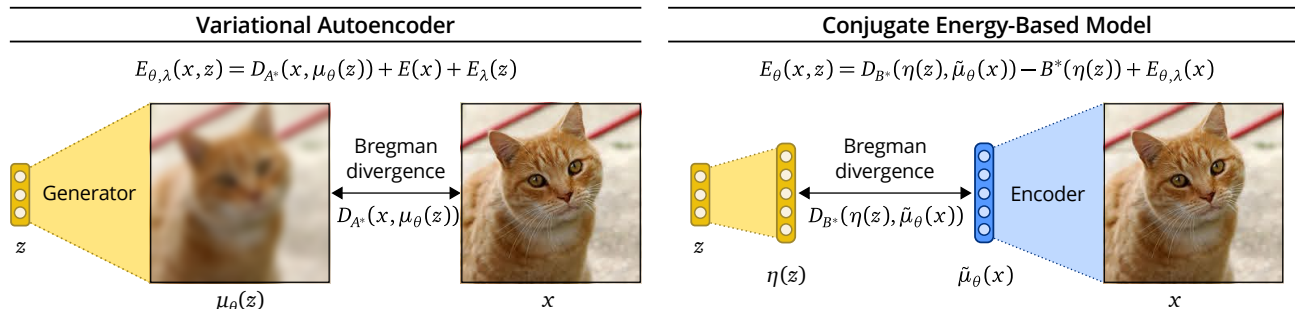 Variational Autoencoder
E_{θ,λ}(x, z) = D_{A*}(x, μ_θ(z)) + E(x) + E_λ(z)
Generator
z
μ_θ(z)
Bregman
divergence
D_{A*}(x, μ_θ(z))
x
Conjugate Energy-Based Model
E_θ(x, z) = D_{B*}(η(z), μ̃_θ(x)) − B*(η(z)) + E_{θ,λ}(x)
z
η(z)
Bregman
divergence
D_{B*}(η(z), μ̃_θ(x))
μ̃_θ(x)
Encoder
x